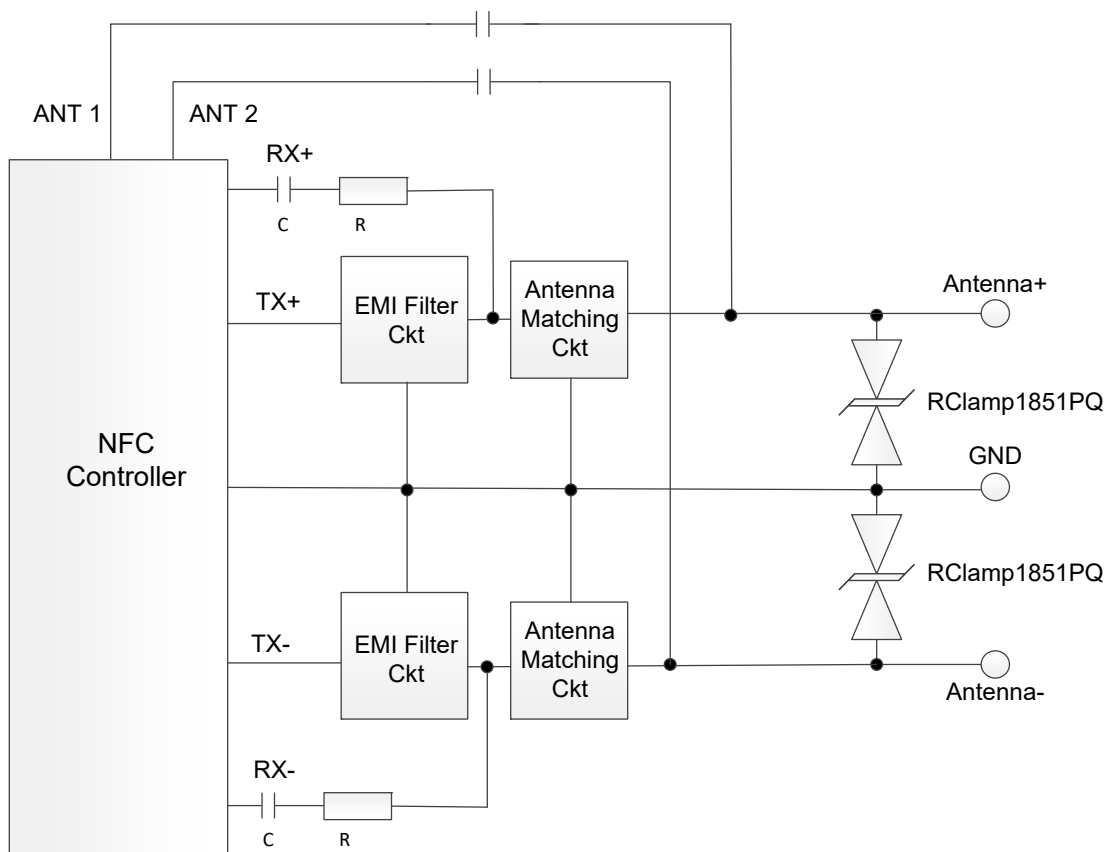 ANT 1
ANT 2
RX+
C
R
TX+
EMI Filter
Ckt
Antenna
Matching
Ckt
Antenna+
RClamp1851PQ
NFC
Controller
GND
RClamp1851PQ
TX-
EMI Filter
Ckt
Antenna
Matching
Ckt
Antenna-
RX-
C
R